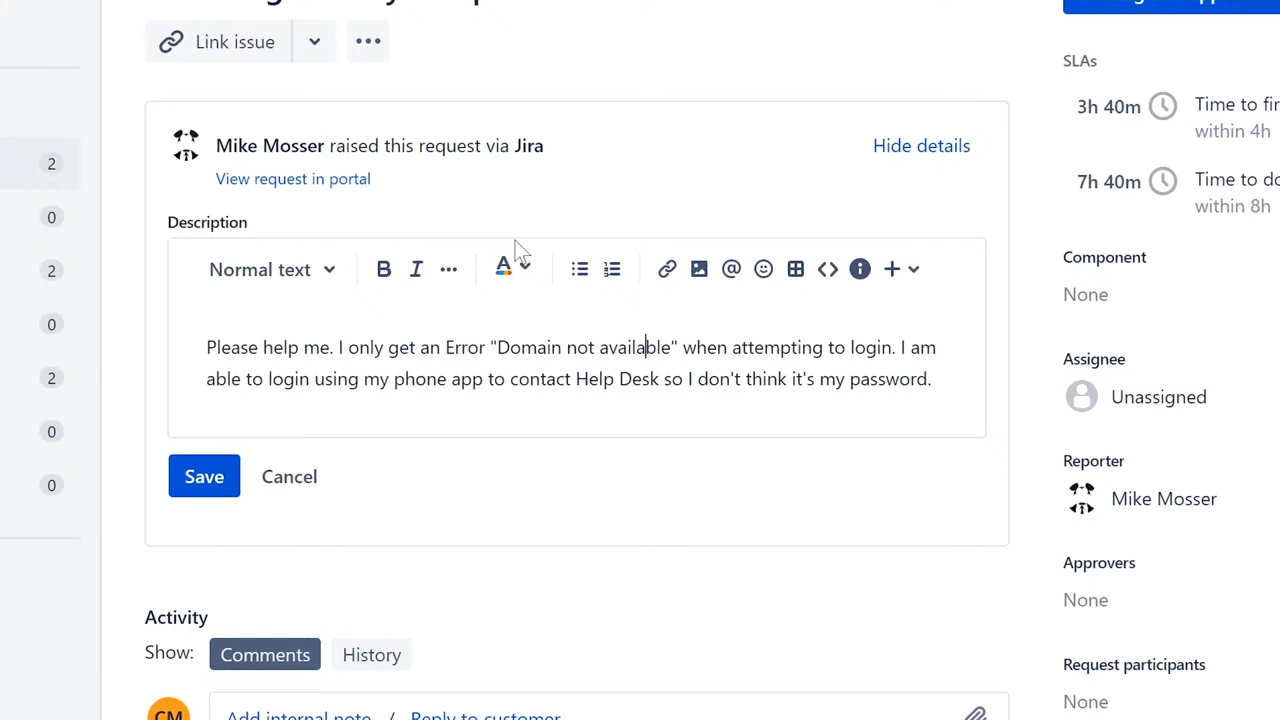 Link issue
Mike Mosser raised this request via Jira
Hide details
View request in portal
Description
Normal text
B I
A
Please help me. I only get an Error "Domain not available" when attempting to login. I am
able to login using my phone app to contact Help Desk so I don't think it's my password.
Save Cancel
Activity
Show: Comments History
CM Add internal note / Reply to customer
2
0
2
0
2
0
0
SLAs
3h 40m Time to
within 4h
7h 40m Time to
within 8h
Component
None
Assignee
Unassigned
Reporter
Mike Mosser
Approvers
None
Request participants
None